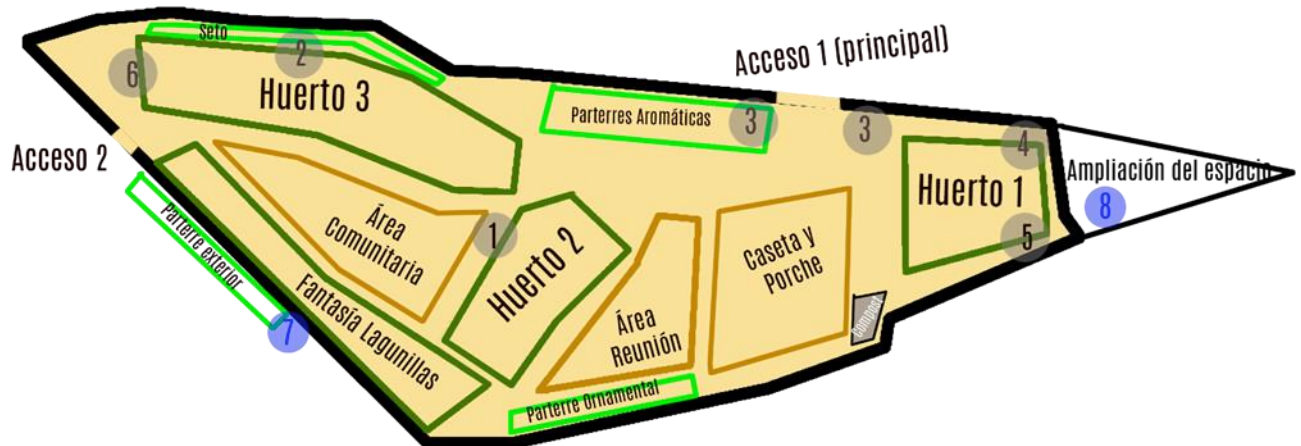 Seto
2
Acceso 1 (principal)
6
Huerto 3
Parterres Aromáticas
3
3
4
Acceso 2
Huerto 1
Ampliación del espacio
8
5
Parterre exterior
Área
Comunitaria
1
Huerto 2
Caseta y
Porche
7
Fantasía Lagunillas
Área
Reunión
Compost
Parterre Ornamental